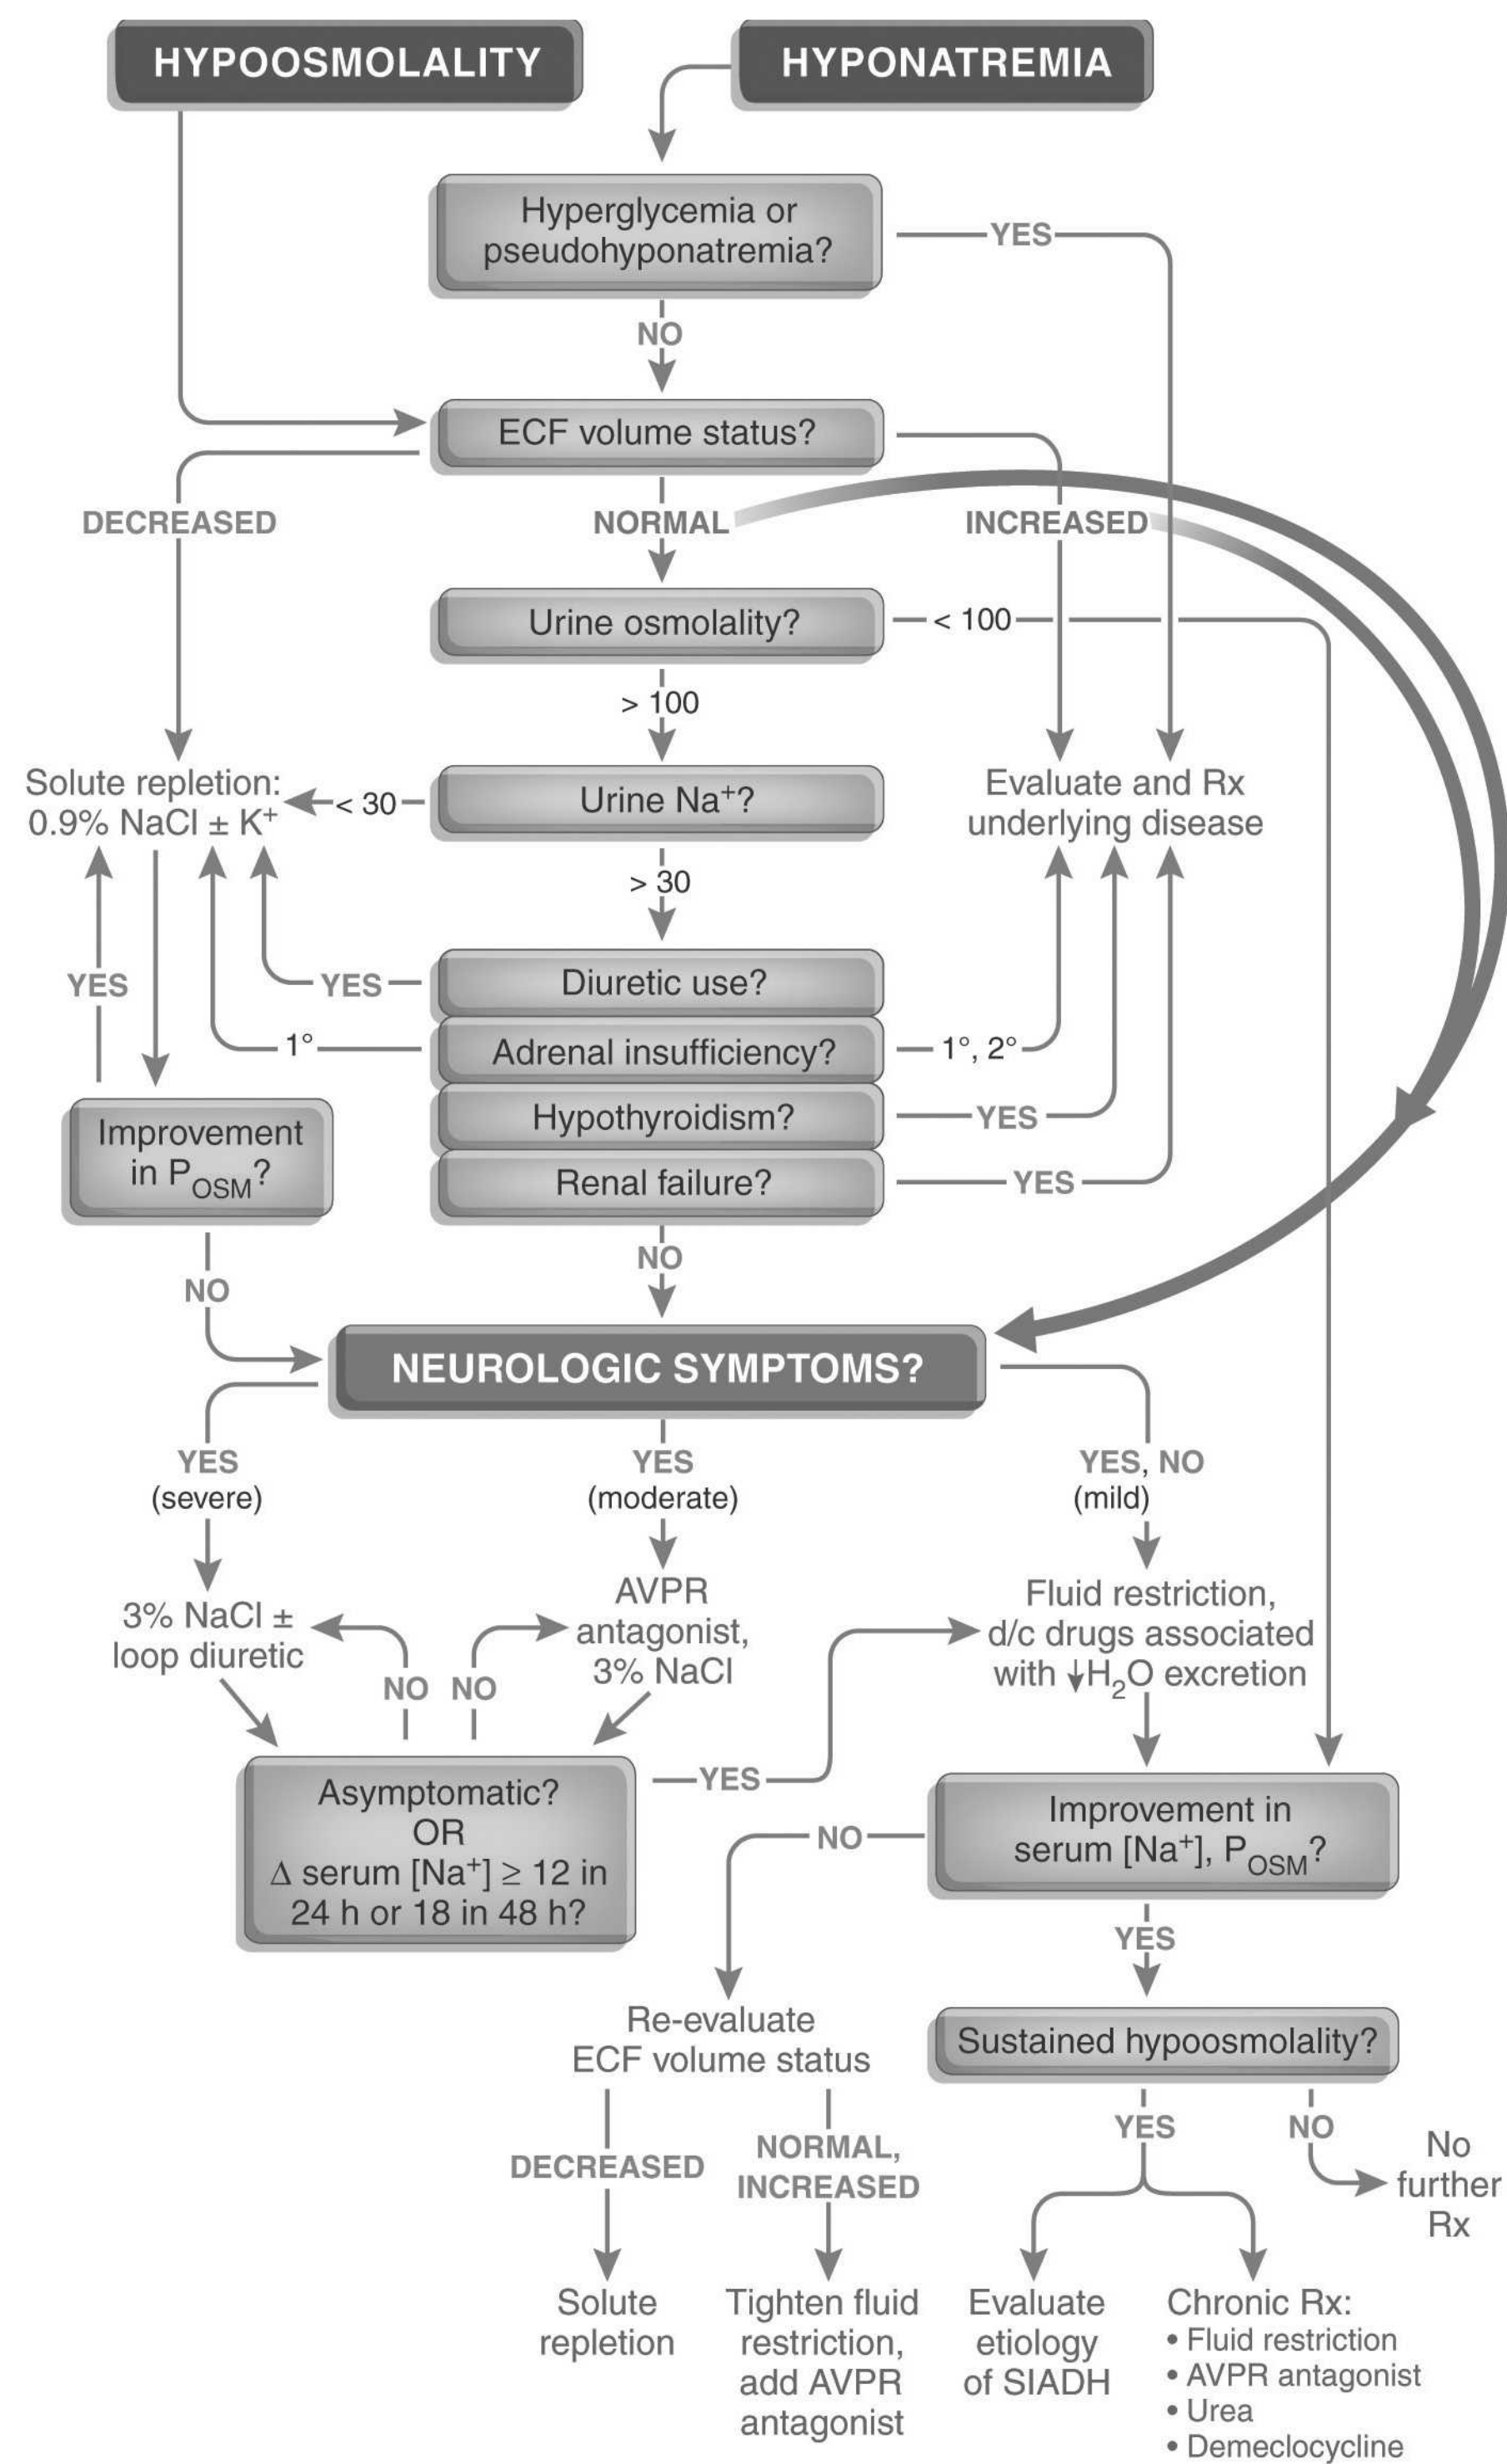 HYPOOSMOLALITY
HYPONATREMIA
Hyperglycemia or
pseudohyponatremia?
YES
NO
ECF volume status?
DECREASED
NORMAL
INCREASED
Urine osmolality?
< 100
> 100
Solute repletion:
0.9% NaCl ± K⁺
< 30
Urine Na⁺?
Evaluate and Rx
underlying disease
> 30
YES
YES
Diuretic use?
1°
Adrenal insufficiency?
1°, 2°
Hypothyroidism?
YES
Renal failure?
YES
Improvement
in P_OSM?
NO
NO
NEUROLOGIC SYMPTOMS?
YES
(severe)
YES
(moderate)
YES, NO
(mild)
3% NaCl ±
loop diuretic
NO
NO
AVPR
antagonist,
3% NaCl
Fluid restriction,
d/c drugs associated
with ↓H₂O excretion
Asymptomatic?
OR
Δ serum [Na⁺] ≥ 12 in
24 h or 18 in 48 h?
YES
Improvement in
serum [Na⁺], P_OSM?
NO
YES
Re-evaluate
ECF volume status
Sustained hypoosmolality?
DECREASED
NORMAL,
INCREASED
YES
NO
No
further
Rx
Solute
repletion
Tighten fluid
restriction,
add AVPR
antagonist
Evaluate
etiology
of SIADH
Chronic Rx:
• Fluid restriction
• AVPR antagonist
• Urea
• Demeclocycline